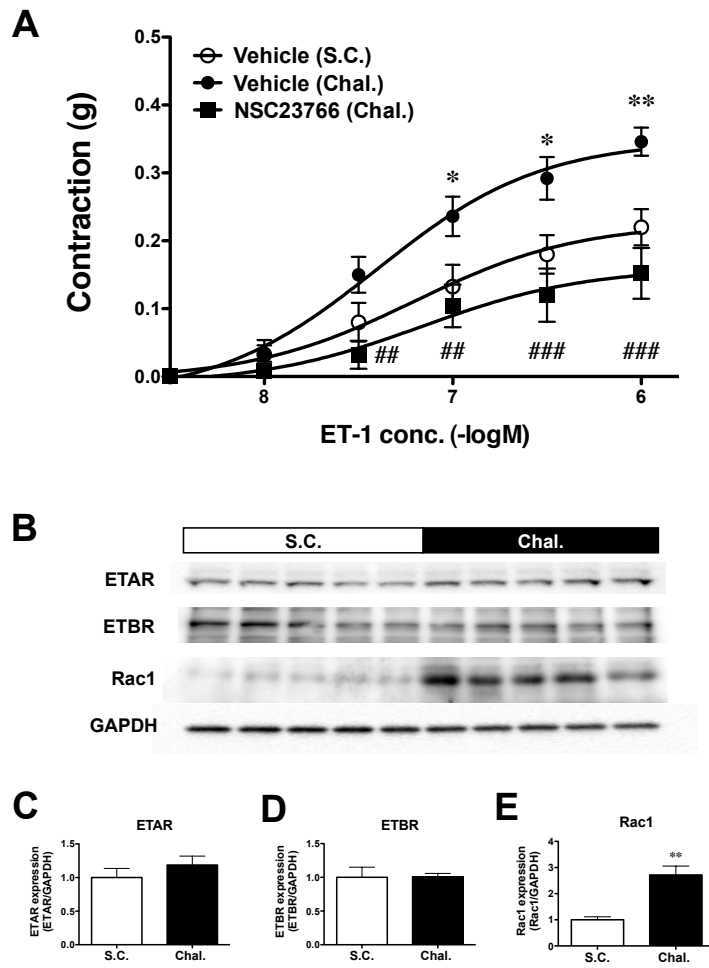 A
Contraction (g)
0.5
0.4
0.3
0.2
0.1
0.0
Vehicle (S.C.)
Vehicle (Chal.)
NSC23766 (Chal.)
* * **
## ## ### ###
8 7 6
ET-1 conc. (-logM)
B
S.C. Chal.
ETAR
ETBR
Rac1
GAPDH
C
ETAR
ETAR expression
(ETAR/GAPDH)
1.5
1.0
0.5
0.0
S.C. Chal.
D
ETBR
ETBR expression
(ETBR/GAPDH)
1.5
1.0
0.5
0.0
S.C. Chal.
E
Rac1
Rac1 expression
(Rac1/GAPDH)
4
3
2
1
0
**
S.C. Chal.